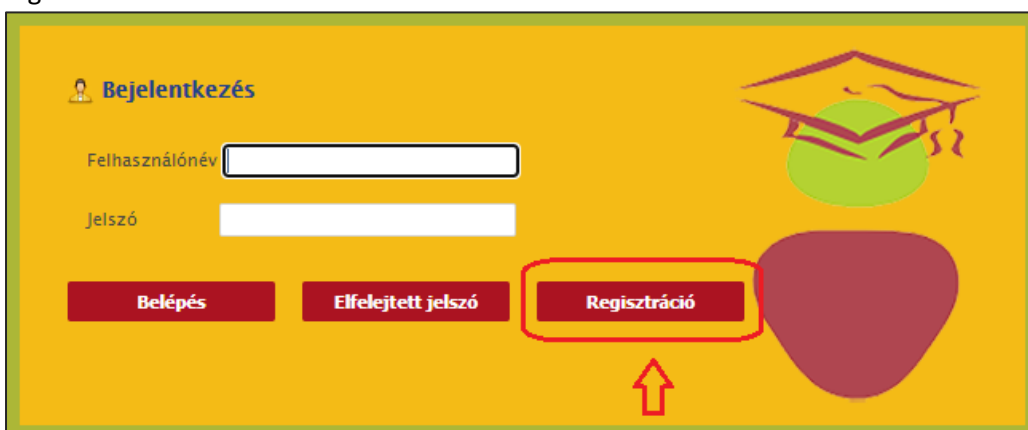 Bejelentkezés
Felhasználónév
Jelszó
Belépés Elfelejtett jelszó Regisztráció